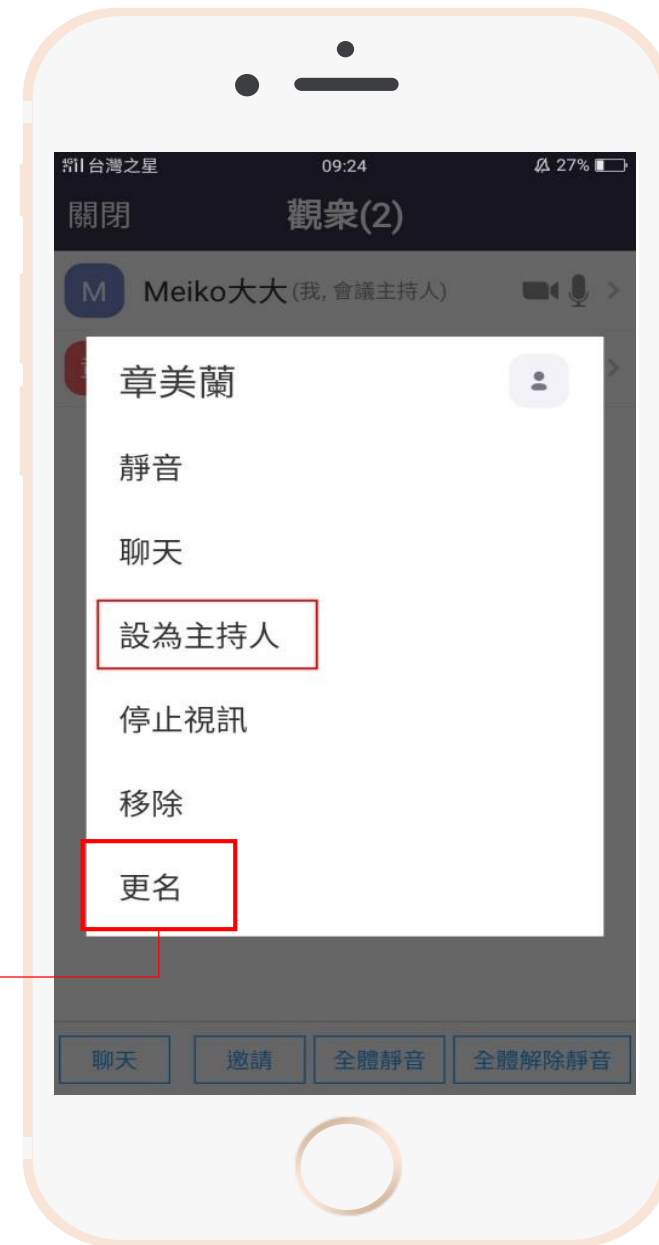 4G 台灣之星 09:24 27%
關閉 觀衆(2)
M Meiko大大 (我, 會議主持人)
章美蘭
靜音
聊天
設為主持人
停止視訊
移除
更名
聊天 邀請 全體靜音 全體解除靜音